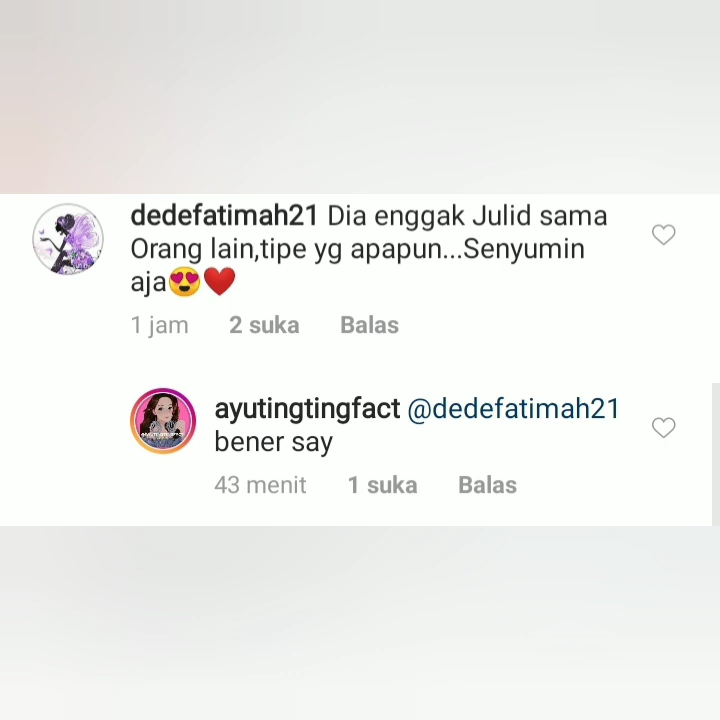 dedefatimah21 Dia enggak Julid sama
Orang lain,tipe yg apapun...Senyumin
aja😍❤️
1 jam 2 suka Balas
ayutingtingfact @dedefatimah21
bener say
43 menit 1 suka Balas